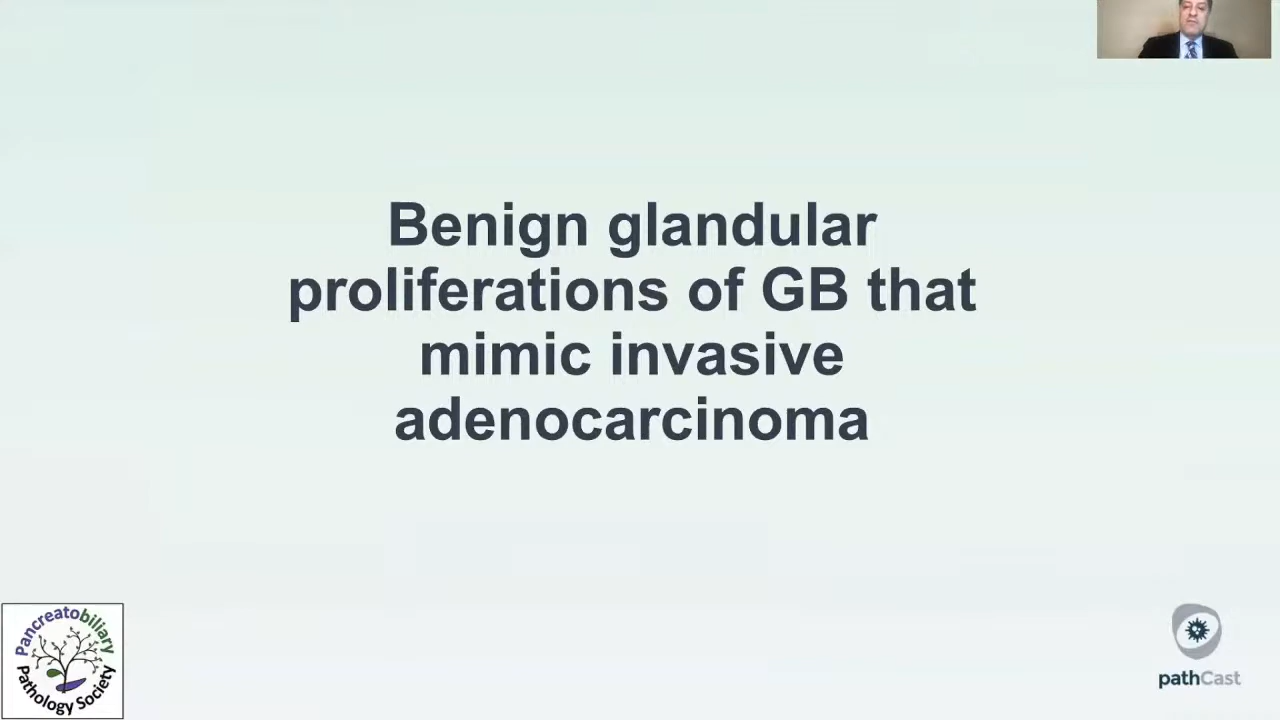 Benign glandular
proliferations of GB that
mimic invasive
adenocarcinoma
Pancreatobiliary
Pathology Society
pathCast